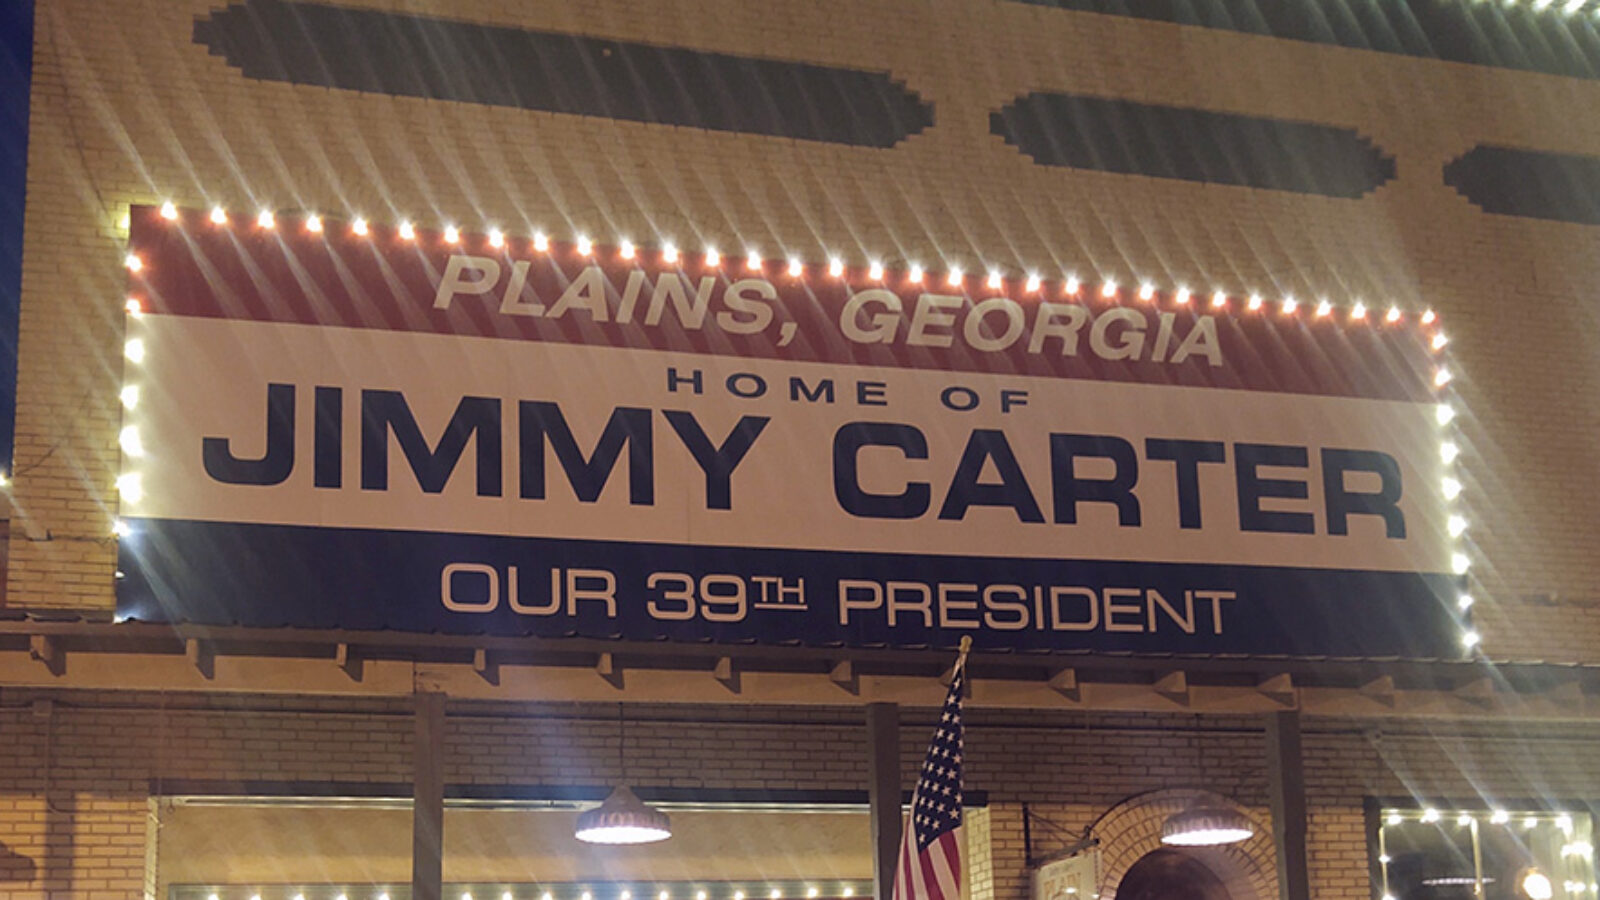 PLAINS, GEORGIA
HOME OF
JIMMY CARTER
OUR 39TH PRESIDENT